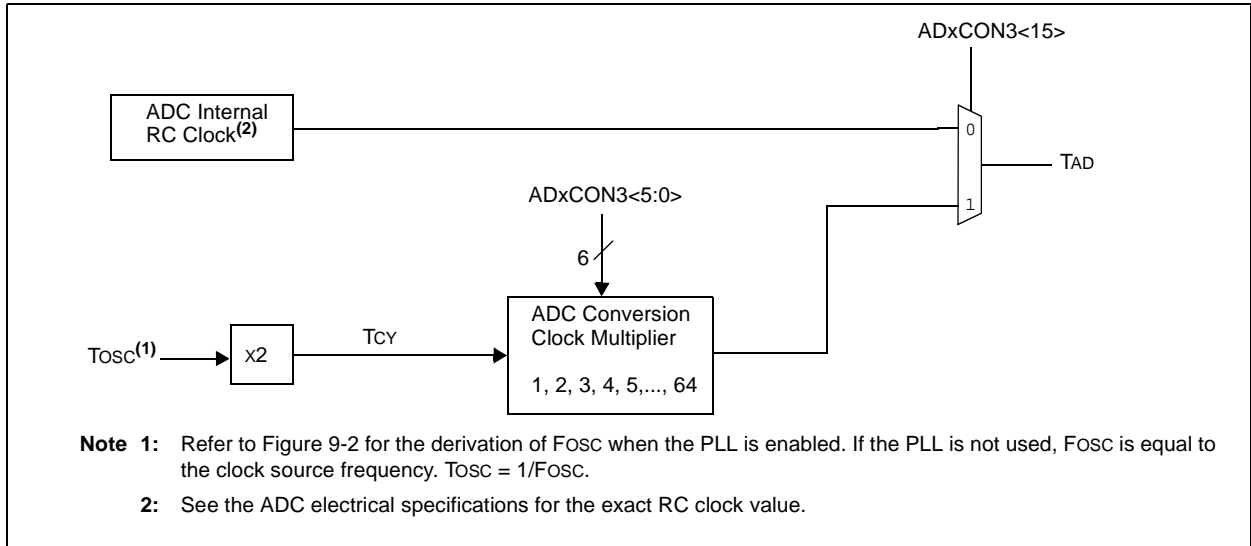 ADxCON3<15>
ADC Internal
RC Clock(2)
0
TAD
ADxCON3<5:0>
1
6
ADC Conversion
Clock Multiplier
TOSC(1)
X2
TCY
1, 2, 3, 4, 5,..., 64
Note 1: Refer to Figure 9-2 for the derivation of FOSC when the PLL is enabled. If the PLL is not used, FOSC is equal to
the clock source frequency. TOSC = 1/FOSC.
2: See the ADC electrical specifications for the exact RC clock value.